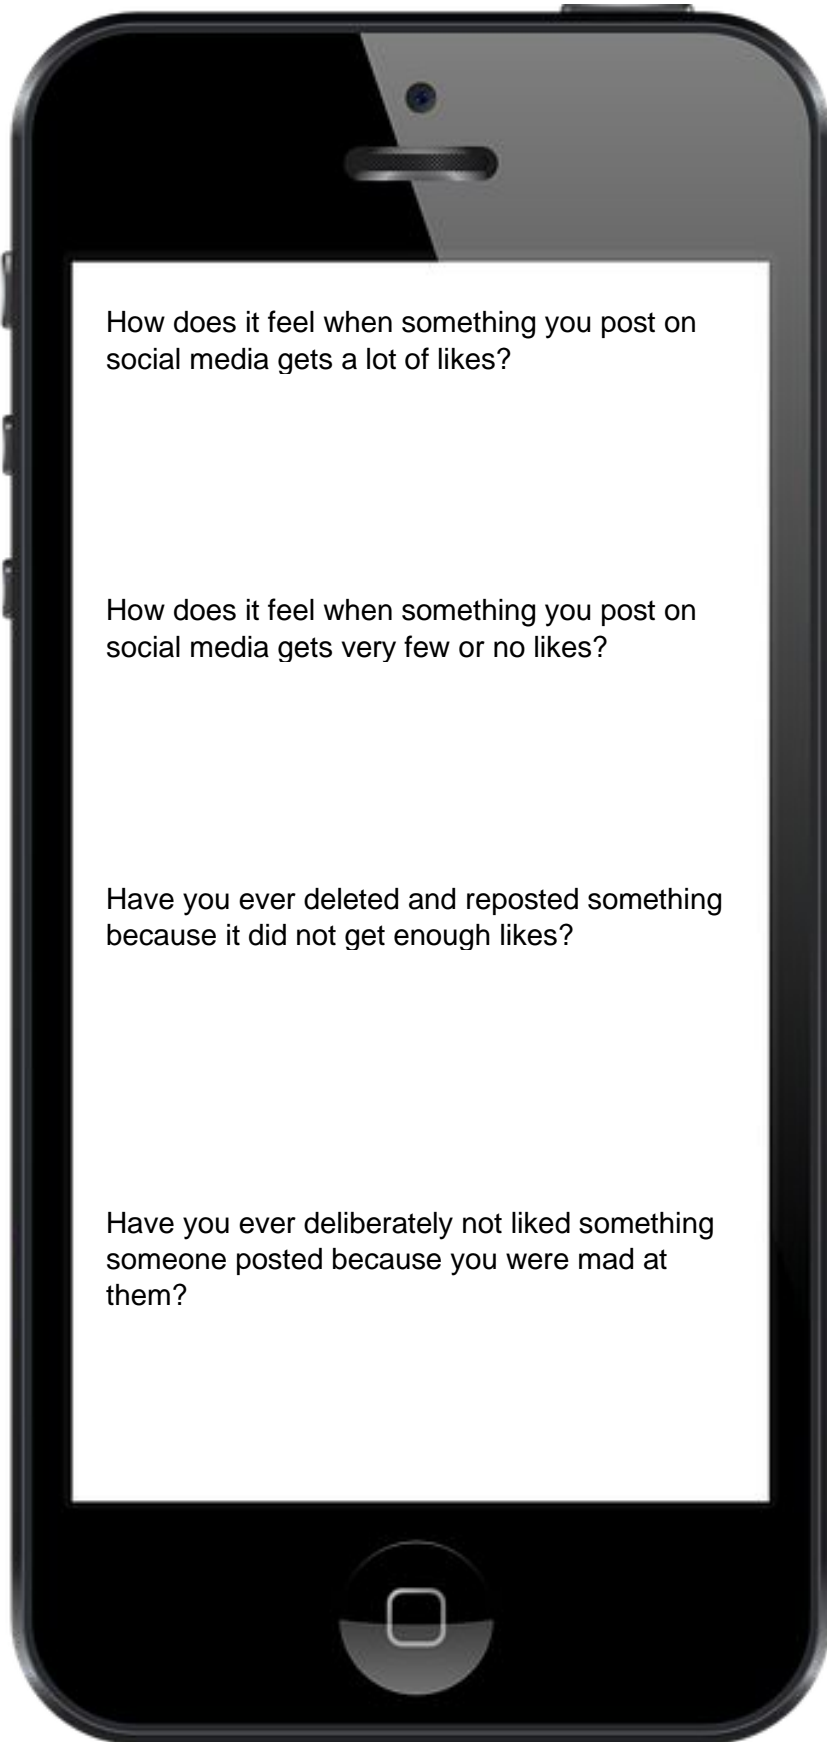 How does it feel when something you post on
social media gets a lot of likes?
How does it feel when something you post on
social media gets very few or no likes?
Have you ever deleted and reposted something
because it did not get enough likes?
Have you ever deliberately not liked something
someone posted because you were mad at
them?